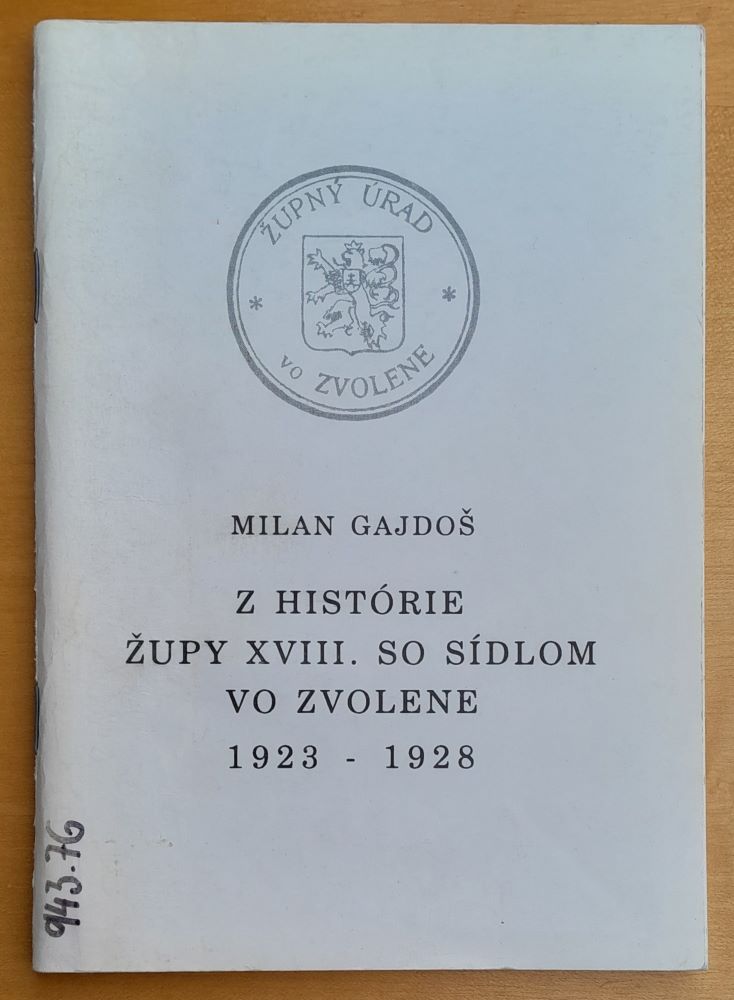 ŽUPNÝ ÚRAD
* *
vo ZVOLENE
MILAN GAJDOŠ
Z HISTÓRIE
ŽUPY XVIII. SO SÍDLOM
VO ZVOLENE
1923 - 1928
943.76